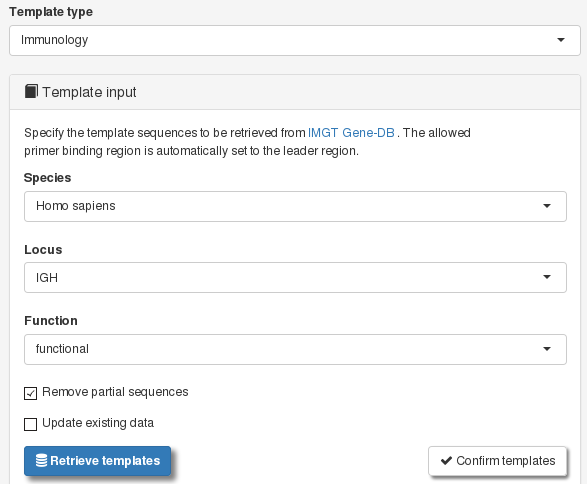 Template type
Immunology
Template input
Specify the template sequences to be retrieved from IMGT Gene-DB . The allowed
primer binding region is automatically set to the leader region.
Species
Homo sapiens
Locus
IGH
Function
functional
Remove partial sequences
Update existing data
Retrieve templates
Confirm templates